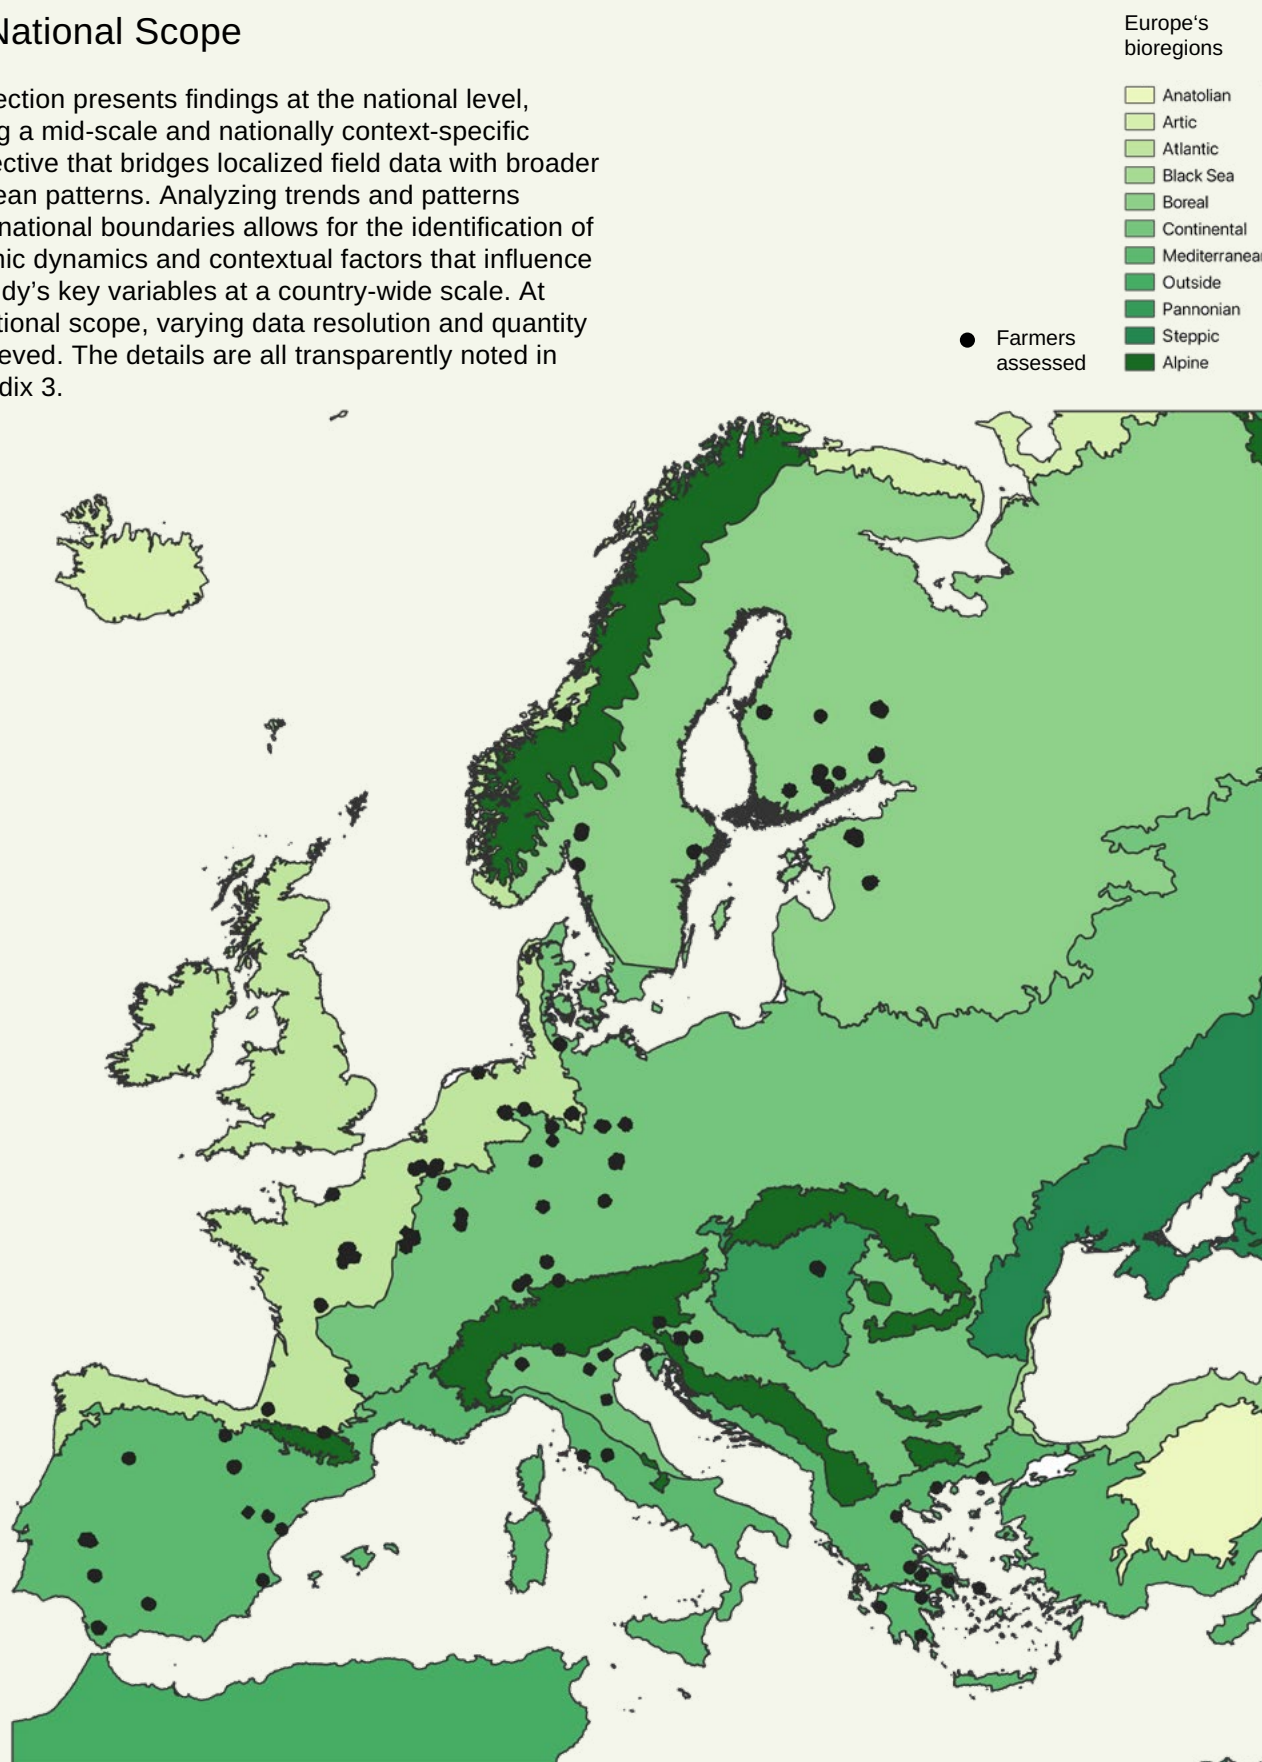 National Scope
ection presents findings at the national level,
g a mid-scale and nationally context-specific
ective that bridges localized field data with broader
ean patterns. Analyzing trends and patterns
national boundaries allows for the identification of
nic dynamics and contextual factors that influence
dy's key variables at a country-wide scale. At
tional scope, varying data resolution and quantity
ieved. The details are all transparently noted in
dix 3.
Europe‘s
bioregions
Anatolian
Artic
Atlantic
Black Sea
Boreal
Continental
Mediterranean
Outside
Pannonian
Steppic
Alpine
Farmers
assessed